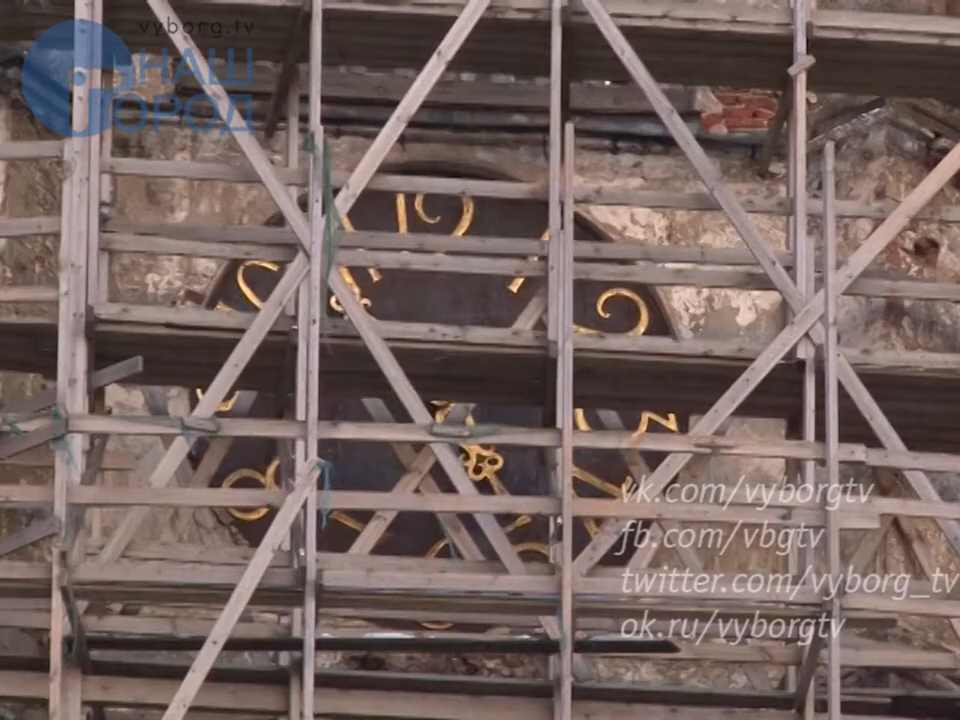 vyborg.tv
НАШ
ГОРОД
vk.com/vyborgtv
fb.com/vbgtv
twitter.com/vyborg_tv
ok.ru/vyborgtv